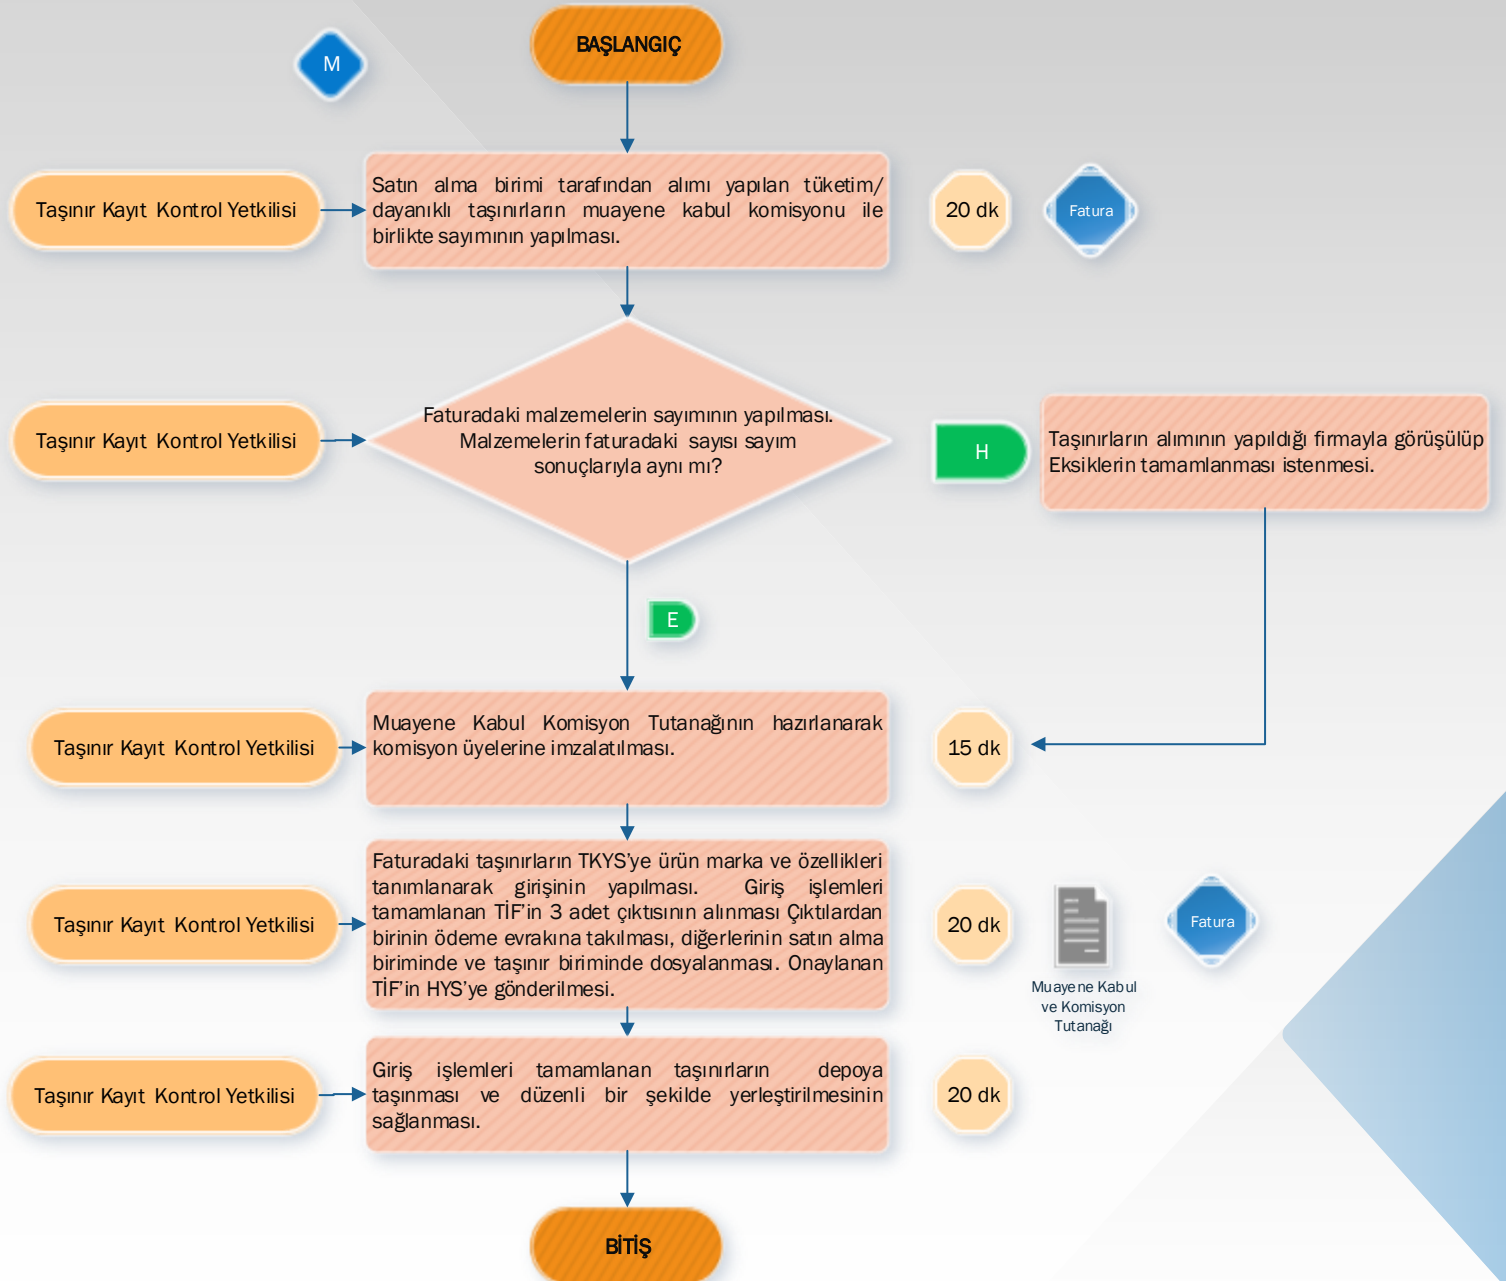 BAŞLANGIÇ
M
Taşınır Kayıt Kontrol Yetkilisi
Satın alma birimi tarafından alımı yapılan tüketim/
dayanıklı taşınırların muayene kabul komisyonu ile
birlikte sayımının yapılması.
20 dk
Fatura
Taşınır Kayıt Kontrol Yetkilisi
Faturadaki malzemelerin sayımının yapılması.
Malzemelerin faturadaki sayısı sayım
sonuçlarıyla aynı mı?
H
Taşınırların alımının yapıldığı firmayla görüşülüp
Eksiklerin tamamlanması istenmesi.
E
Taşınır Kayıt Kontrol Yetkilisi
Muayene Kabul Komisyon Tutanağının hazırlanarak
komisyon üyelerine imzalatılması.
15 dk
Taşınır Kayıt Kontrol Yetkilisi
Faturadaki taşınırların TKYS'ye ürün marka ve özellikleri
tanımlanarak girişinin yapılması. Giriş işlemleri
tamamlanan TİF'in 3 adet çıktısının alınması Çıktılardan
birinin ödeme evrakına takılması, diğerlerinin satın alma
biriminde ve taşınır biriminde dosyalanması. Onaylanan
TİF'in HYS'ye gönderilmesi.
20 dk
Muayene Kabul
ve Komisyon
Tutanağı
Fatura
Taşınır Kayıt Kontrol Yetkilisi
Giriş işlemleri tamamlanan taşınırların depoya
taşınması ve düzenli bir şekilde yerleştirilmesinin
sağlanması.
20 dk
BİTİŞ